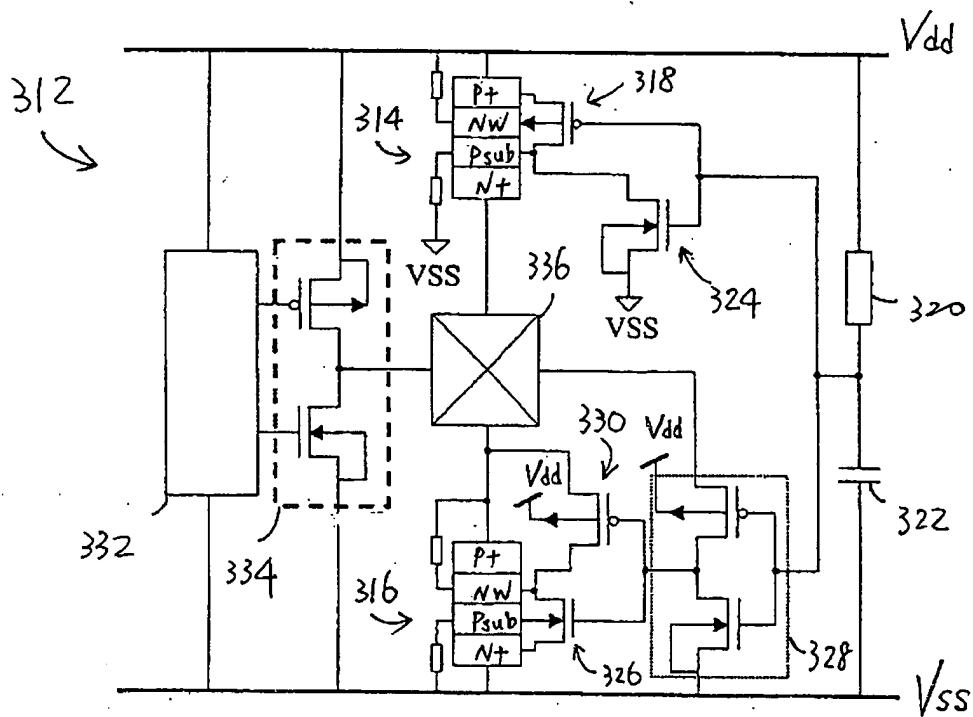 Vdd
312
314
P+
NW
Psub
N+
318
VSS
336
324
VSS
320
330
Vdd
Vdd
322
332
334
316
P+
NW
Psub
N+
326
328
VSS